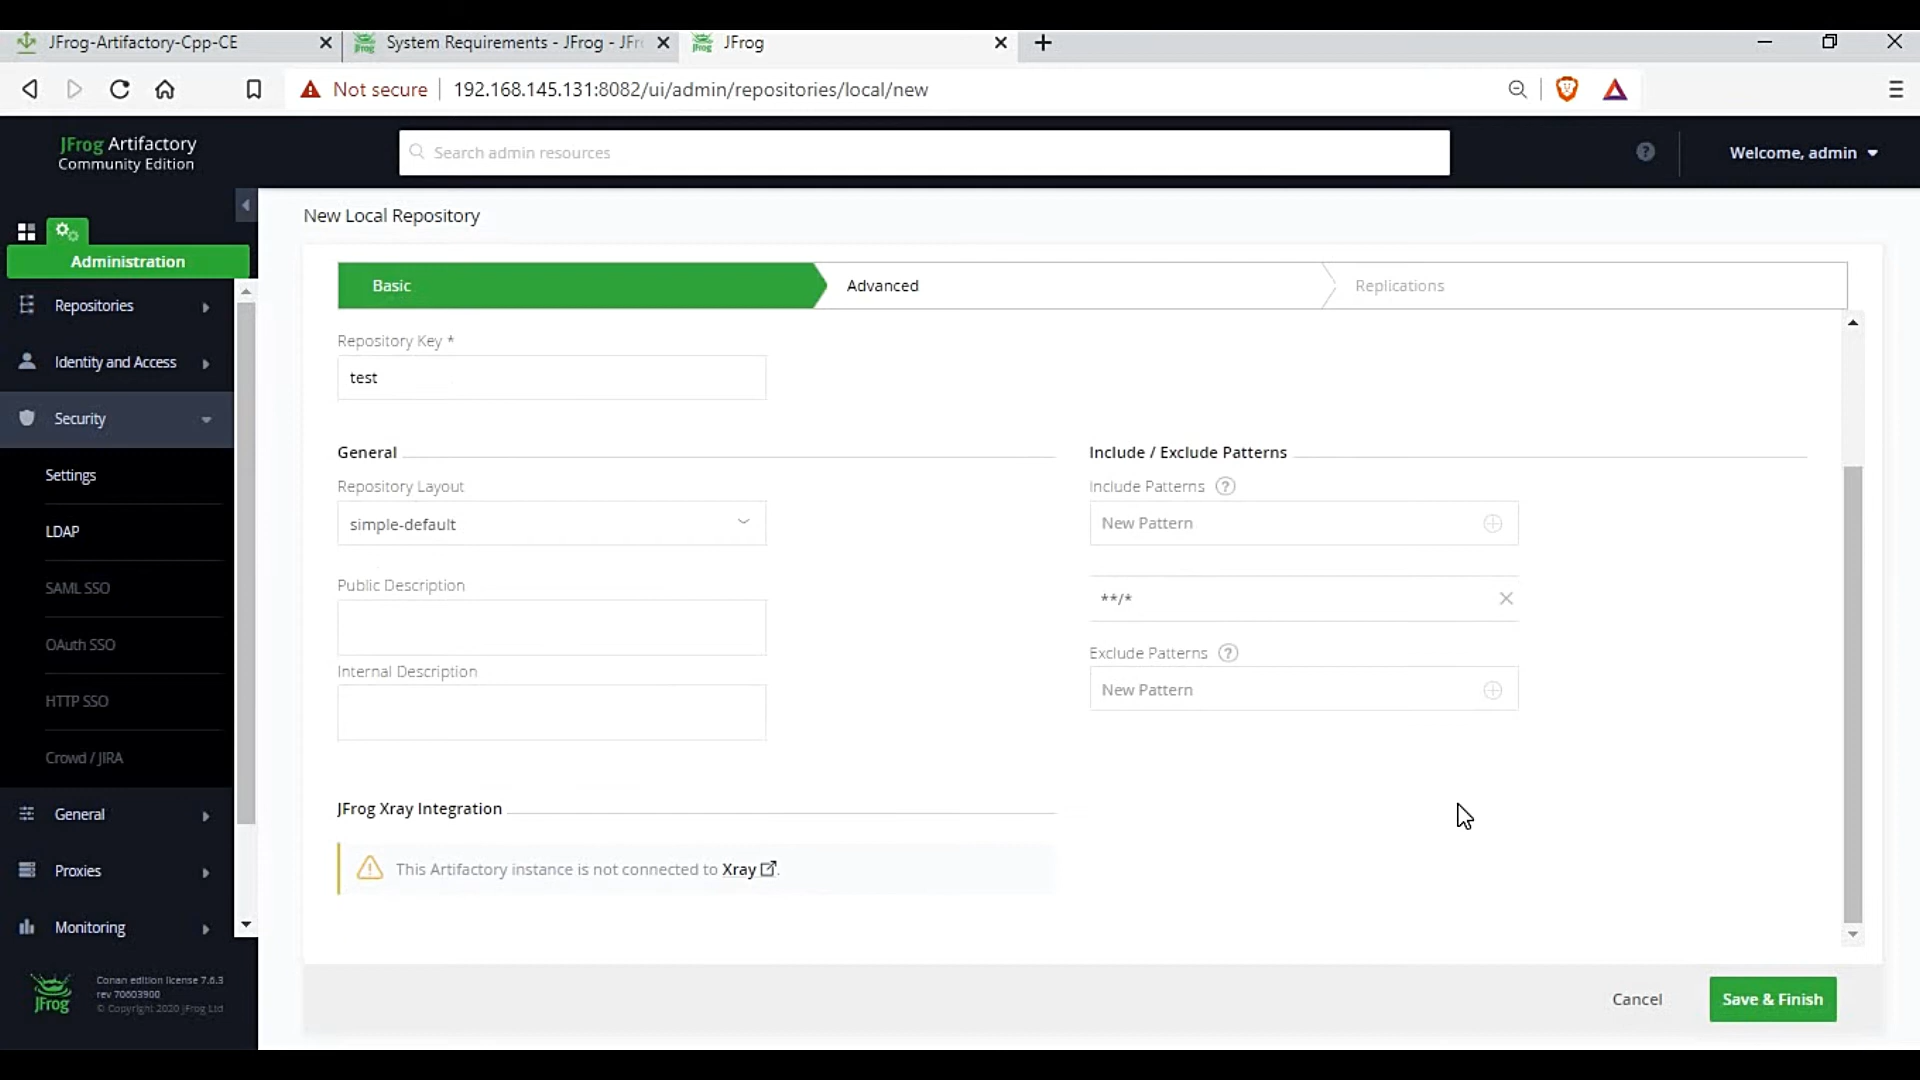 JFrog-Artifactory-Cpp-CE
System Requirements - JFrog - JFr
JFrog
Not secure
192.168.145.131:8082/ui/admin/repositories/local/new
JFrog Artifactory
Community Edition
Search admin resources
Welcome, admin
Administration
Repositories
Identity and Access
Security
Settings
LDAP
SAML SSO
OAuth SSO
HTTP SSO
Crowd / JIRA
General
Proxies
Monitoring
JFrog
Conan edition license 7.6.3
rev 70603900
© Copyright 2020 JFrog Ltd
New Local Repository
Basic
Advanced
Replications
Repository Key *
test
General
Repository Layout
simple-default
Public Description
Internal Description
JFrog Xray Integration
This Artifactory instance is not connected to Xray.
Include / Exclude Patterns
Include Patterns ?
New Pattern
**/*
Exclude Patterns ?
New Pattern
Cancel
Save & Finish